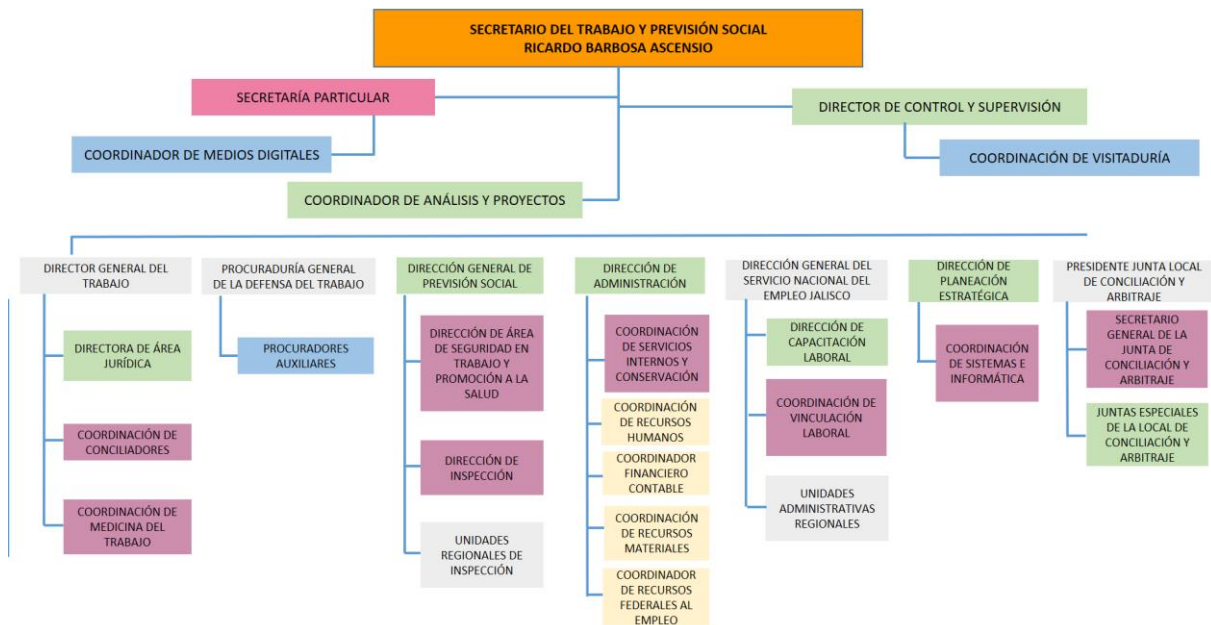 SECRETARIO DEL TRABAJO Y PREVISIÓN SOCIAL
RICARDO BARBOSA ASCENSIO
SECRETARÍA PARTICULAR
DIRECTOR DE CONTROL Y SUPERVISIÓN
COORDINADOR DE MEDIOS DIGITALES
COORDINACIÓN DE VISITADURÍA
COORDINADOR DE ANÁLISIS Y PROYECTOS
DIRECTOR GENERAL DEL
TRABAJO
DIRECTORA DE ÁREA
JURÍDICA
COORDINACIÓN DE
CONCILIADORES
COORDINACIÓN DE
MEDICINA DEL
TRABAJO
PROCURADURÍA GENERAL
DE LA DEFENSA DEL TRABAJO
PROCURADORES
AUXILIARES
DIRECCIÓN GENERAL DE
PREVISIÓN SOCIAL
DIRECCIÓN DE ÁREA
DE SEGURIDAD EN
TRABAJO Y
PROMOCIÓN A LA
SALUD
DIRECCIÓN DE
INSPECCIÓN
UNIDADES
REGIONALES DE
INSPECCIÓN
DIRECCIÓN DE
ADMINISTRACIÓN
COORDINACIÓN
DE SERVICIOS
INTERNOS Y
CONSERVACIÓN
COORDINACIÓN
DE RECURSOS
HUMANOS
COORDINADOR
FINANCIERO
CONTABLE
COORDINACIÓN
DE RECURSOS
MATERIALES
COORDINADOR
DE RECURSOS
FEDERALES AL
EMPLEO
DIRECCIÓN GENERAL DEL
SERVICIO NACIONAL DEL
EMPLEO JALISCO
DIRECCIÓN DE
CAPACITACIÓN
LABORAL
COORDINACIÓN DE
VINCULACIÓN
LABORAL
UNIDADES
ADMINISTRATIVAS
REGIONALES
DIRECCIÓN DE
PLANEACIÓN
ESTRATÉGICA
COORDINACIÓN
DE SISTEMAS E
INFORMÁTICA
PRESIDENTE JUNTA LOCAL
DE CONCILIACIÓN Y
ARBITRAJE
SECRETARIO
GENERAL DE LA
JUNTA DE
CONCILIACIÓN Y
ARBITRAJE
JUNTAS ESPECIALES
DE LA LOCAL DE
CONCILIACIÓN Y
ARBITRAJE